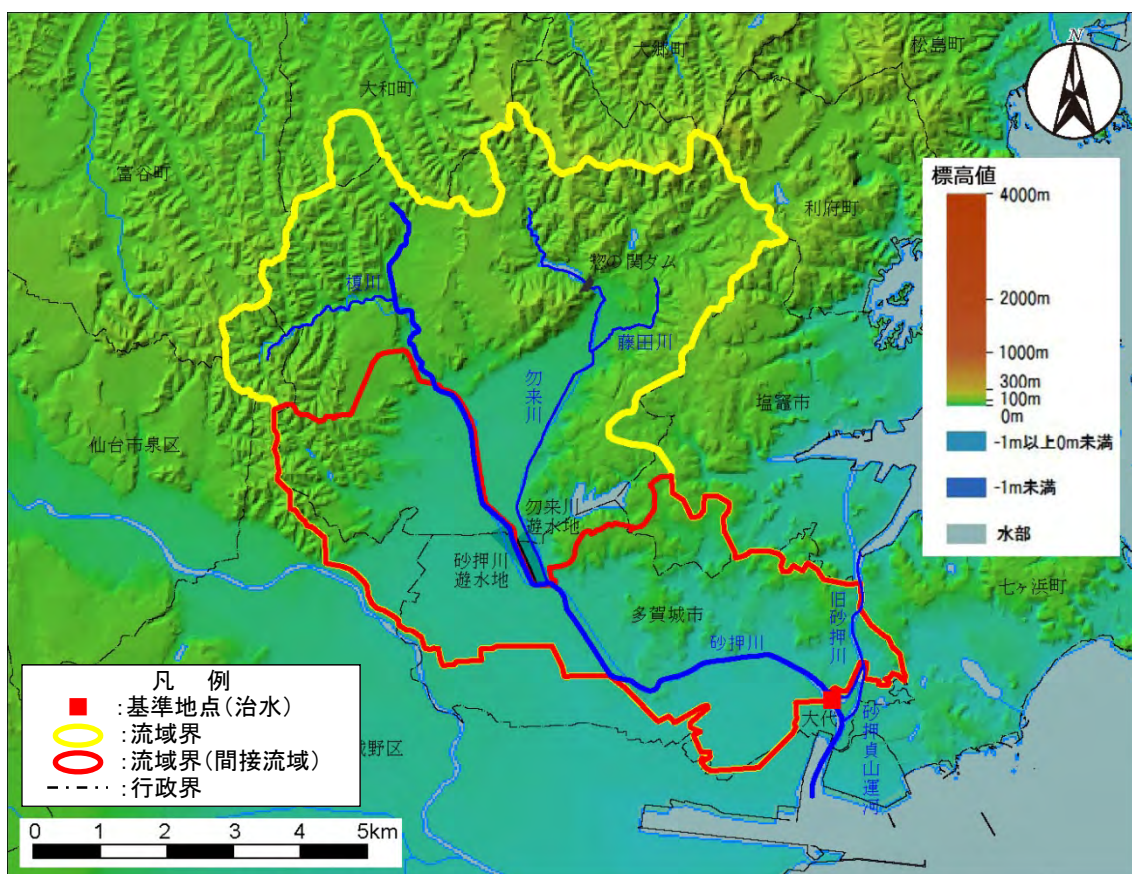 大郷町
松島町
大和町
N
富谷町
標高値
4000m
2000m
1000m
300m
100m
0m
-1m以上0m未満
-1m未満
水部
利府町
惣の関ダム
榎川
藤田川
勿来川
塩竈市
仙台市泉区
勿来川
遊水地
砂押川
遊水地
七ヶ浜町
多賀城市
旧砂押川
砂押川
大代
砂押貞山運河
凡 例
:基準地点(治水)
:流域界
:流域界(間接流域)
:行政界
野区
0 1 2 3 4 5km